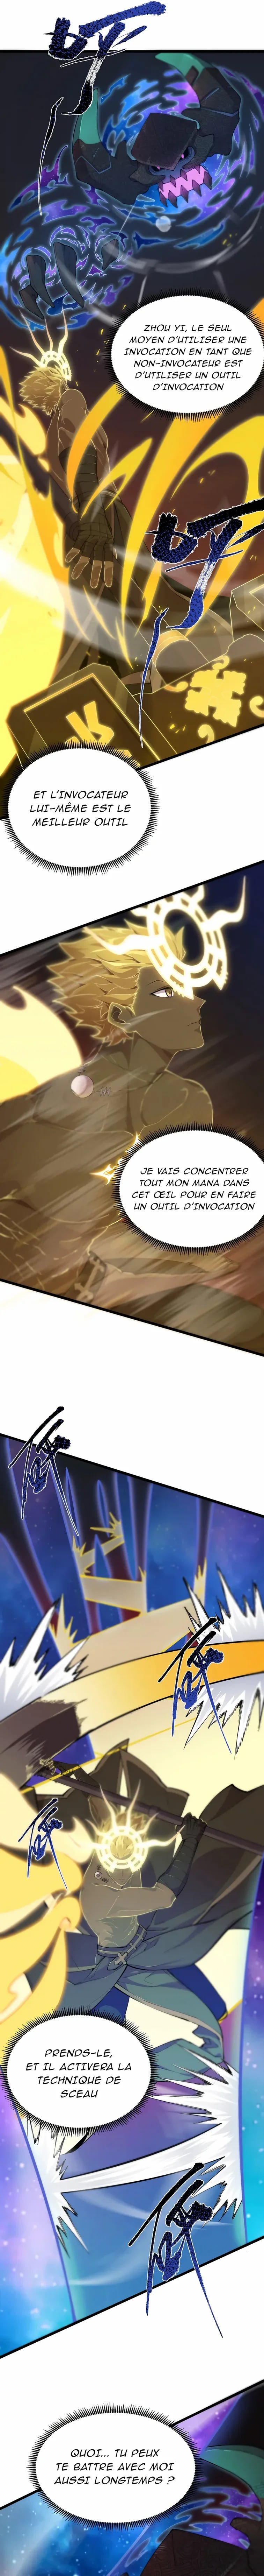 ZHOU YI, LE SEUL
MOYEN D'UTILISER UNE
INVOCATION EN TANT QUE
NON-INVOCATEUR EST
D'UTILISER UN OUTIL
D'INVOCATION
ET L'INVOCATEUR
LUI-MÊME EST LE
MEILLEUR OUTIL
JE VAIS CONCENTRER
TOUT MON MANA DANS
CET ŒIL POUR EN FAIRE
UN OUTIL D'INVOCATION
PRENDS-LE,
ET IL ACTIVERA LA
TECHNIQUE DE
SCEAU
QUOI... TU PEUX
TE BATTRE AVEC MOI
AUSSI LONGTEMPS ?